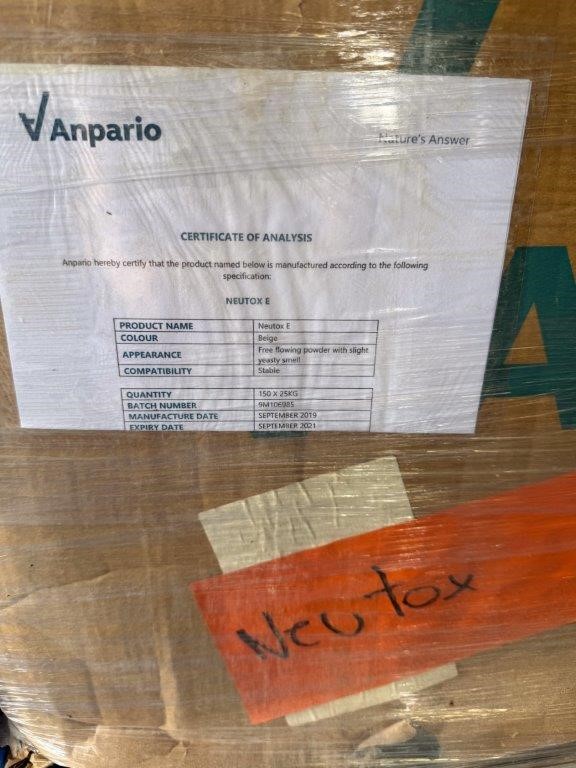 Anpario
Nature's Answer
CERTIFICATE OF ANALYSIS
Anpario hereby certify that the product named below is manufactured according to the following
specification:
NEUTOX E
PRODUCT NAME Neutox E
COLOUR Beige
APPEARANCE Free flowing powder with slight
yeasty smell
COMPATIBILITY Stable
QUANTITY 150 X 25KG
BATCH NUMBER 9M106985
MANUFACTURE DATE SEPTEMBER 2019
EXPIRY DATE SEPTEMBER 2021
A
Neutox